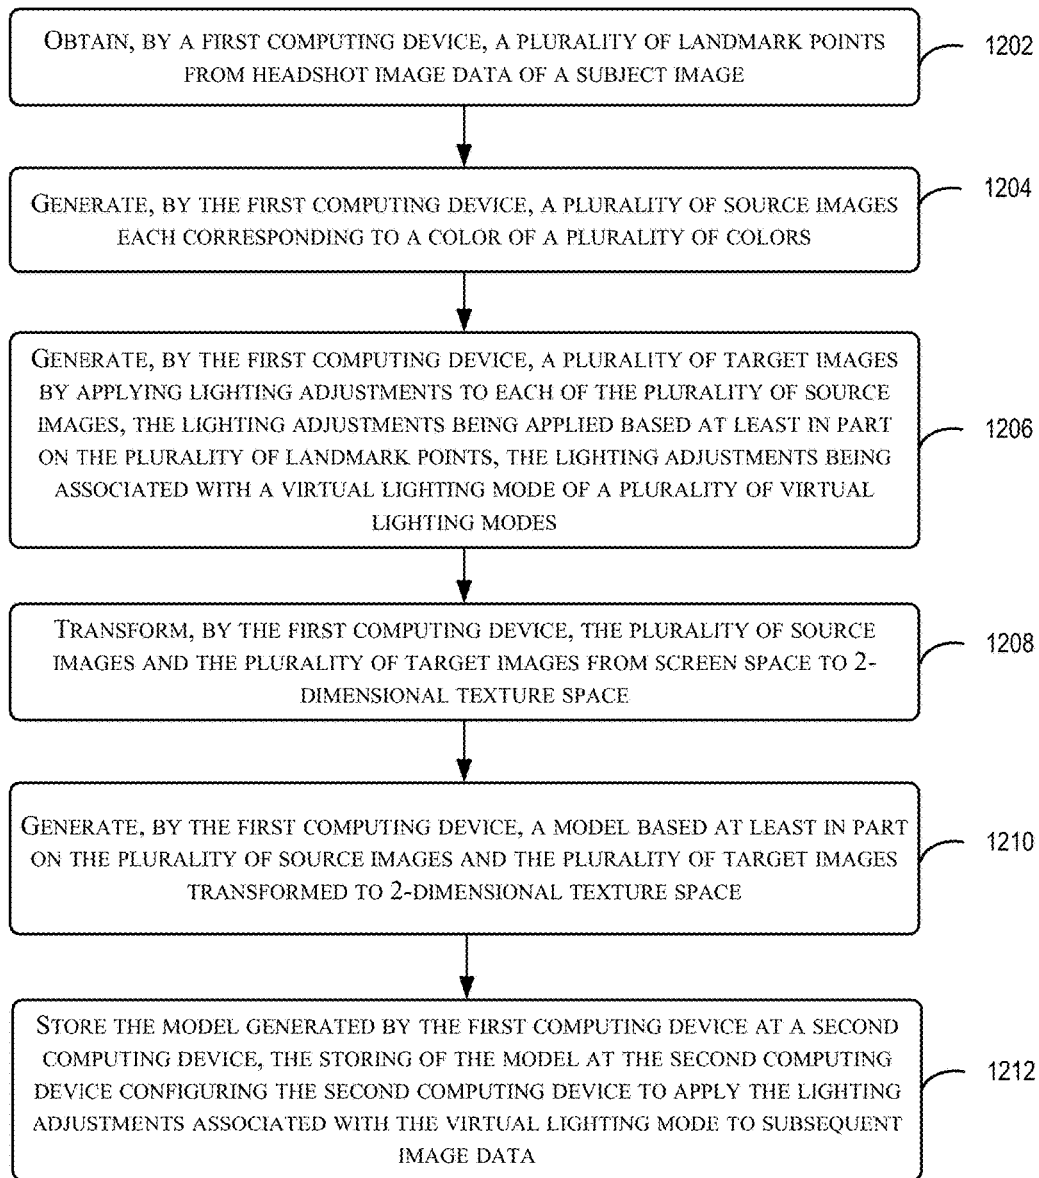 OBTAIN, BY A FIRST COMPUTING DEVICE, A PLURALITY OF LANDMARK POINTS
FROM HEADSHOT IMAGE DATA OF A SUBJECT IMAGE
1202
GENERATE, BY THE FIRST COMPUTING DEVICE, A PLURALITY OF SOURCE IMAGES
EACH CORRESPONDING TO A COLOR OF A PLURALITY OF COLORS
1204
GENERATE, BY THE FIRST COMPUTING DEVICE, A PLURALITY OF TARGET IMAGES
BY APPLYING LIGHTING ADJUSTMENTS TO EACH OF THE PLURALITY OF SOURCE
IMAGES, THE LIGHTING ADJUSTMENTS BEING APPLIED BASED AT LEAST IN PART
ON THE PLURALITY OF LANDMARK POINTS, THE LIGHTING ADJUSTMENTS BEING
ASSOCIATED WITH A VIRTUAL LIGHTING MODE OF A PLURALITY OF VIRTUAL
LIGHTING MODES
1206
TRANSFORM, BY THE FIRST COMPUTING DEVICE, THE PLURALITY OF SOURCE
IMAGES AND THE PLURALITY OF TARGET IMAGES FROM SCREEN SPACE TO 2-
DIMENSIONAL TEXTURE SPACE
1208
GENERATE, BY THE FIRST COMPUTING DEVICE, A MODEL BASED AT LEAST IN PART
ON THE PLURALITY OF SOURCE IMAGES AND THE PLURALITY OF TARGET IMAGES
TRANSFORMED TO 2-DIMENSIONAL TEXTURE SPACE
1210
STORE THE MODEL GENERATED BY THE FIRST COMPUTING DEVICE AT A SECOND
COMPUTING DEVICE, THE STORING OF THE MODEL AT THE SECOND COMPUTING
DEVICE CONFIGURING THE SECOND COMPUTING DEVICE TO APPLY THE LIGHTING
ADJUSTMENTS ASSOCIATED WITH THE VIRTUAL LIGHTING MODE TO SUBSEQUENT
IMAGE DATA
1212